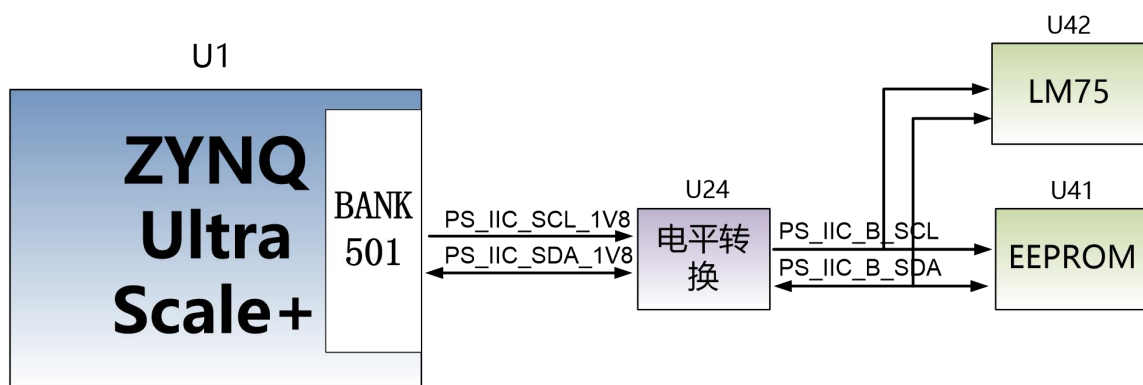 U1
ZYNQ
Ultra
Scale+
BANK
501
PS_IIC_SCL_1V8
PS_IIC_SDA_1V8
U24
电平转
换
PS_IIC_B_SCL
PS_IIC_B_SDA
U42
LM75
U41
EEPROM